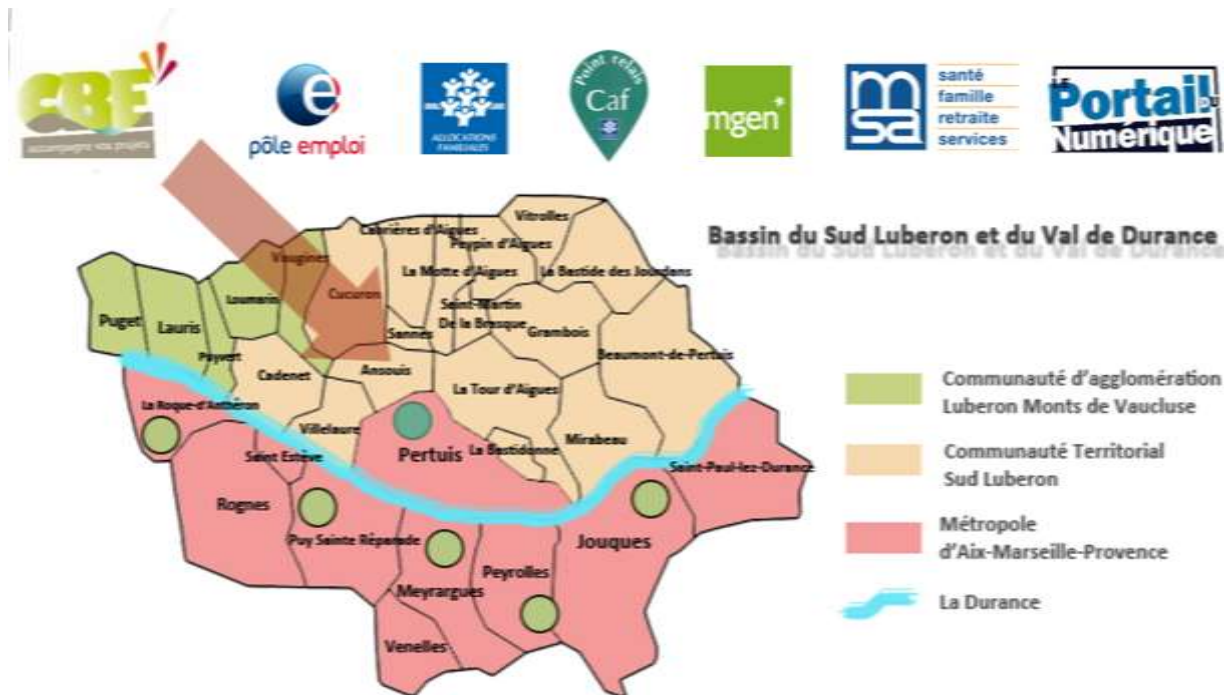 CBE
accompagner vos projets
pôle emploi
ALLOCATIONS
FAMILIALES
Point relais
Caf
mgen*
msa
santé
famille
retraite
services
LE
Portail DU
Numérique
Bassin du Sud Luberon et du Val de Durance
Vitrolles
Cabrières d'Aigues
Peypin d'Aigues
Vaugines
La Motte d'Aigues
La Bastide des Jourdans
Cucuron
Lourmarin
Saint-Martin
De la Brasque
Puget
Lauris
Sannes
Grambois
Puyvert
Beaumont-de-Pertuis
Cadenet
Ansouis
La Tour d'Aigues
La Roque-d'Anthéron
Villelaure
Mirabeau
Saint Estève
Pertuis
La Bastidonne
Saint-Paul-lez-Durance
Rognes
Puy Sainte Réparade
Jouques
Peyrolles
Meyrargues
Venelles
Communauté d'agglomération
Luberon Monts de Vaucluse
Communauté Territorial
Sud Luberon
Métropole
d'Aix-Marseille-Provence
La Durance